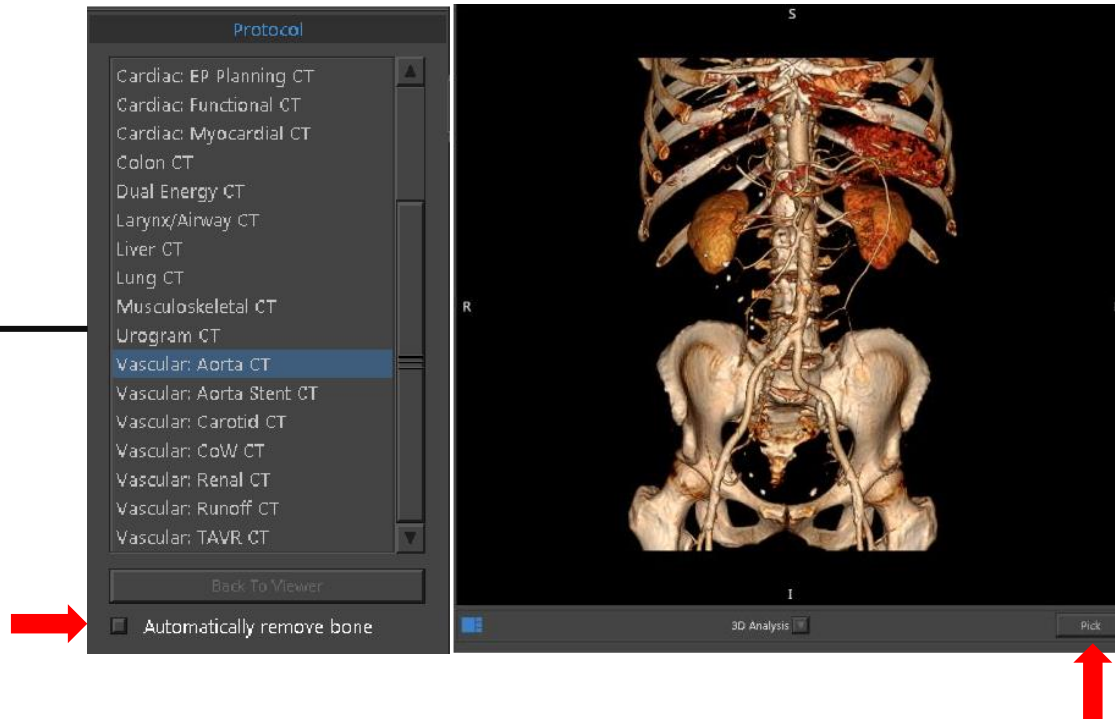 Protocol
Cardiac: EP Planning CT
Cardiac: Functional CT
Cardiac: Myocardial CT
Colon CT
Dual Energy CT
Larynx/Airway CT
Liver CT
Lung CT
Musculoskeletal CT
Urogram CT
Vascular: Aorta CT
Vascular: Aorta Stent CT
Vascular: Carotid CT
Vascular: CoW CT
Vascular: Renal CT
Vascular: Runoff CT
Vascular: TAVR CT
Back To Viewer
Automatically remove bone
S
R
I
3D Analysis
Pick